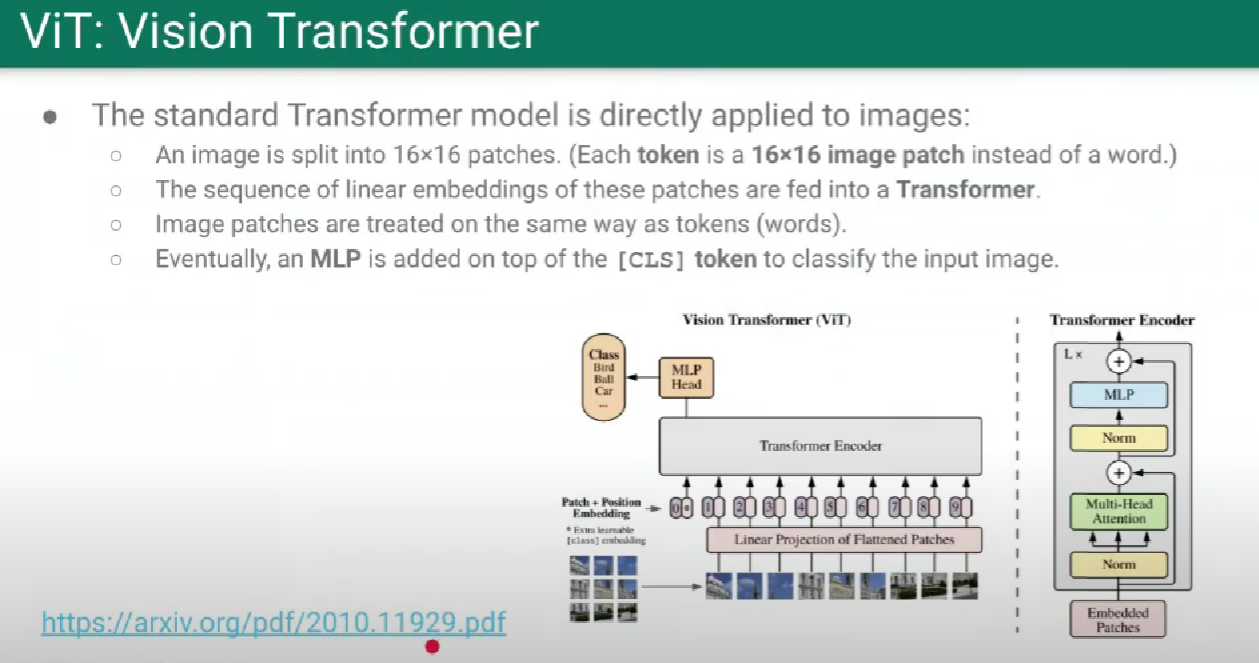 ViT: Vision Transformer
● The standard Transformer model is directly applied to images:
○ An image is split into 16×16 patches. (Each token is a 16×16 image patch instead of a word.)
○ The sequence of linear embeddings of these patches are fed into a Transformer.
○ Image patches are treated on the same way as tokens (words).
○ Eventually, an MLP is added on top of the [CLS] token to classify the input image.
Vision Transformer (ViT)
Class
Bird
Ball
Car
...
MLP
Head
Transformer Encoder
Patch + Position
Embedding
* Extra learnable
[class] embedding
0 * 1 2 3 4 5 6 7 8 9
Linear Projection of Flattened Patches
Transformer Encoder
L ×
+
MLP
Norm
+
Multi-Head
Attention
Norm
Embedded
Patches
https://arxiv.org/pdf/2010.11929.pdf